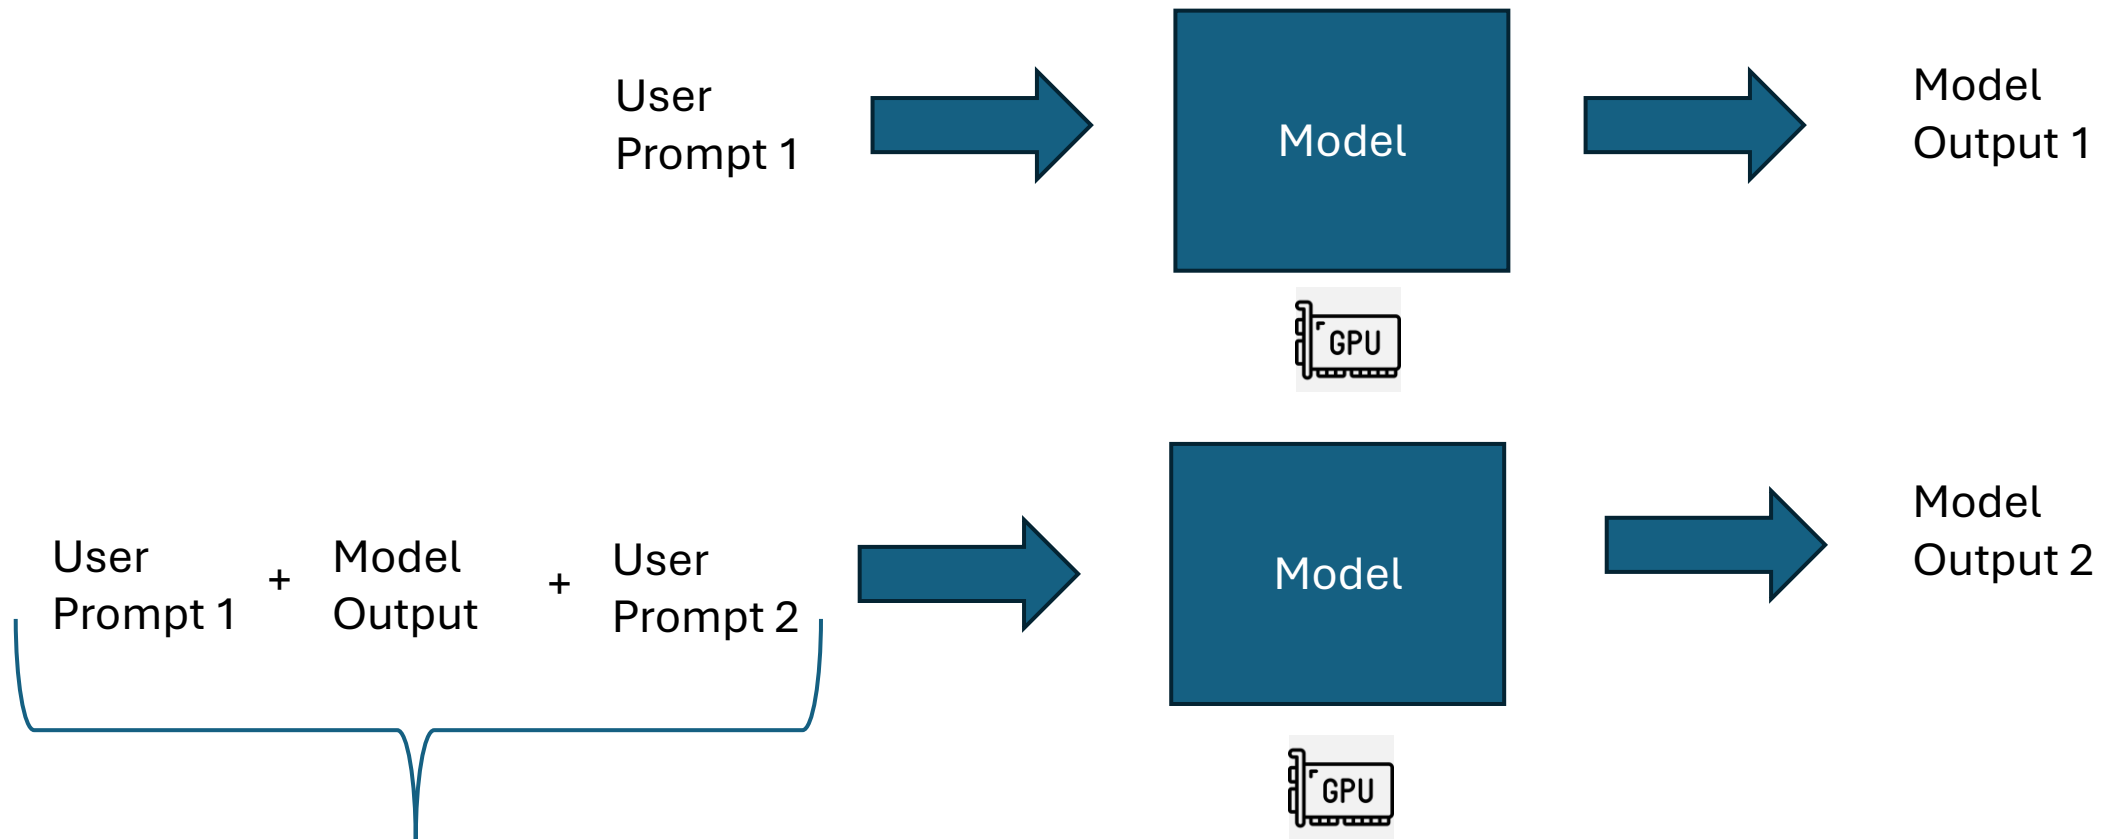 User
Prompt 1
Model
Model
Output 1
GPU
User
Prompt 1
+
Model
Output
+
User
Prompt 2
Model
Model
Output 2
GPU